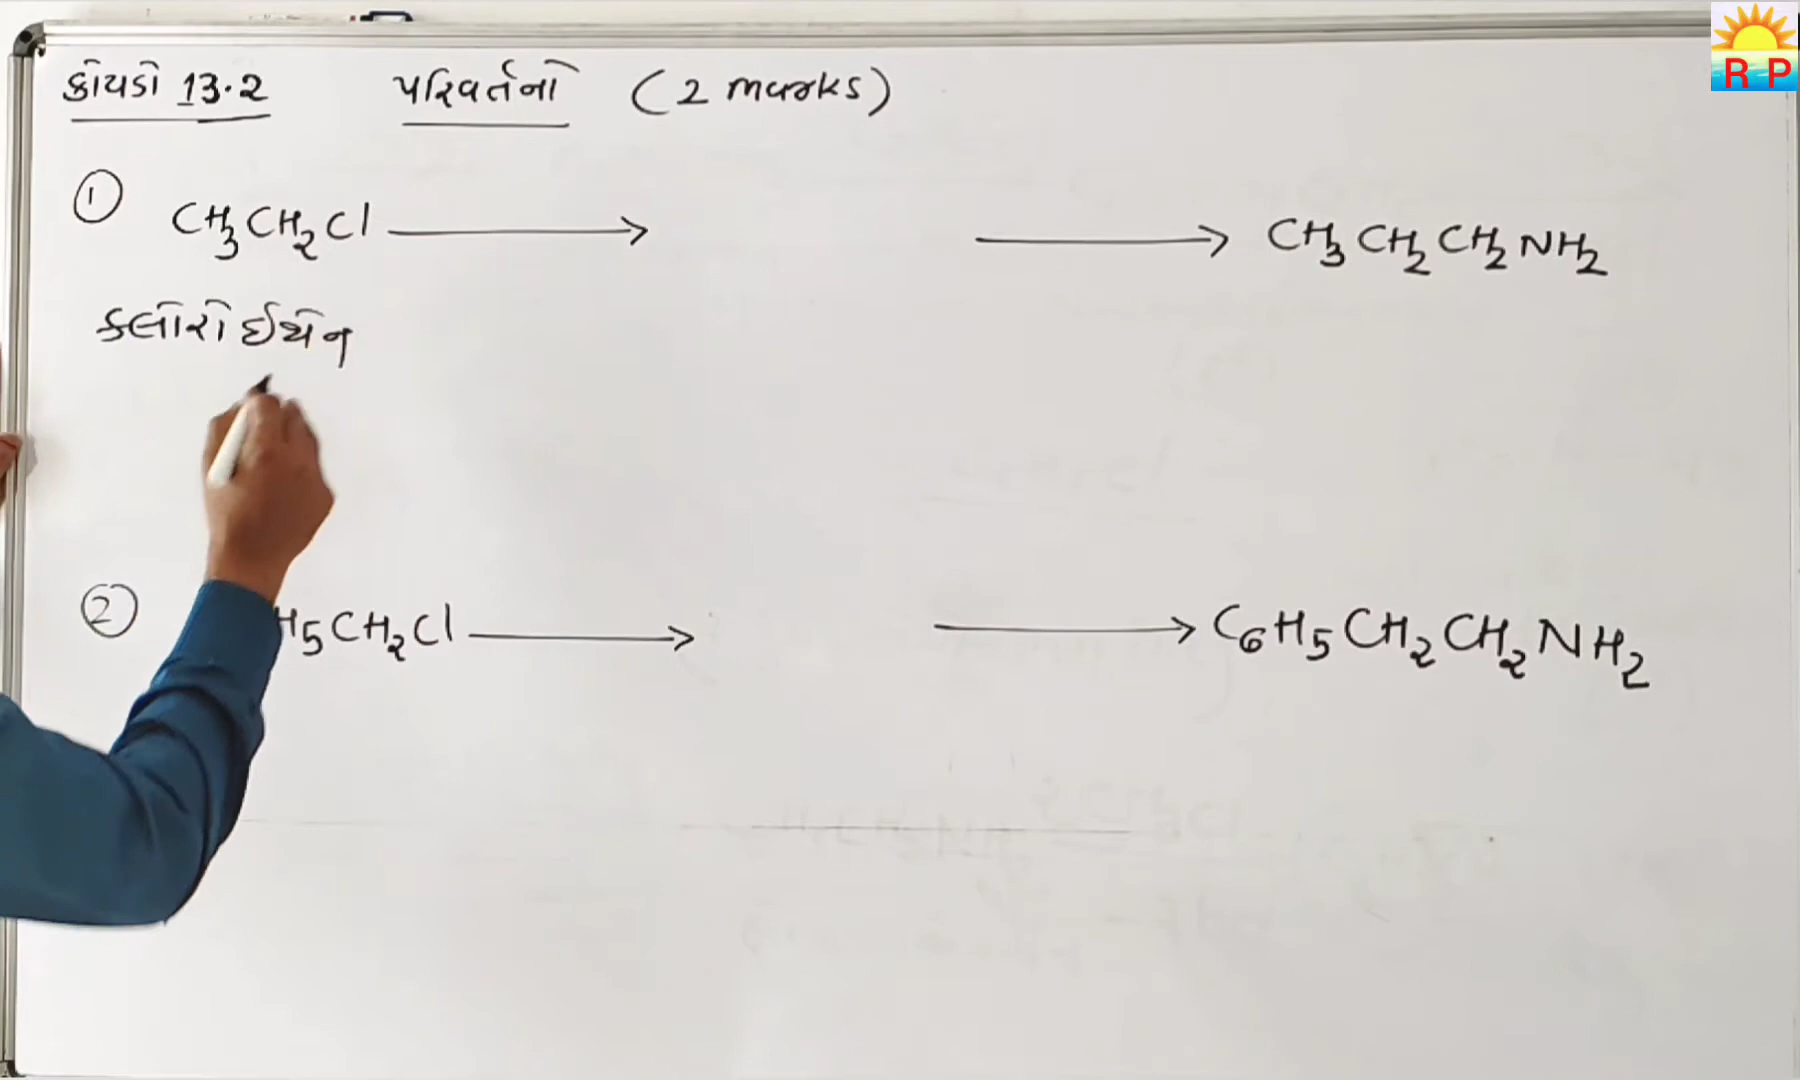 કોયડો 13.2 પરિવર્તનો (2 marks)
① CH3CH2Cl ⟶ ⟶ CH3CH2CH2NH2
ક્લોરોઈથેન
② H5CH2Cl ⟶ ⟶ C6H5CH2CH2NH2
R P